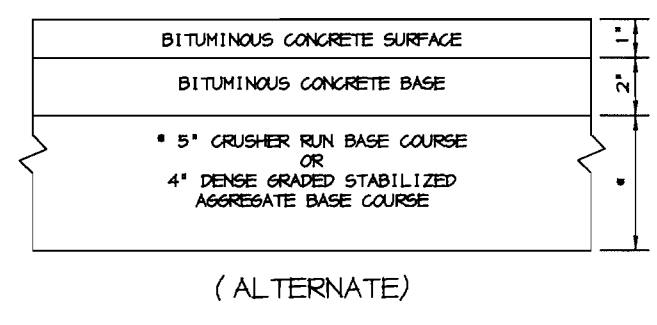 BITUMINOUS CONCRETE SURFACE
1"
BITUMINOUS CONCRETE BASE
2"
* 5" CRUSHER RUN BASE COURSE
OR
4" DENSE GRADED STABILIZED
AGGREGATE BASE COURSE
*
(ALTERNATE)